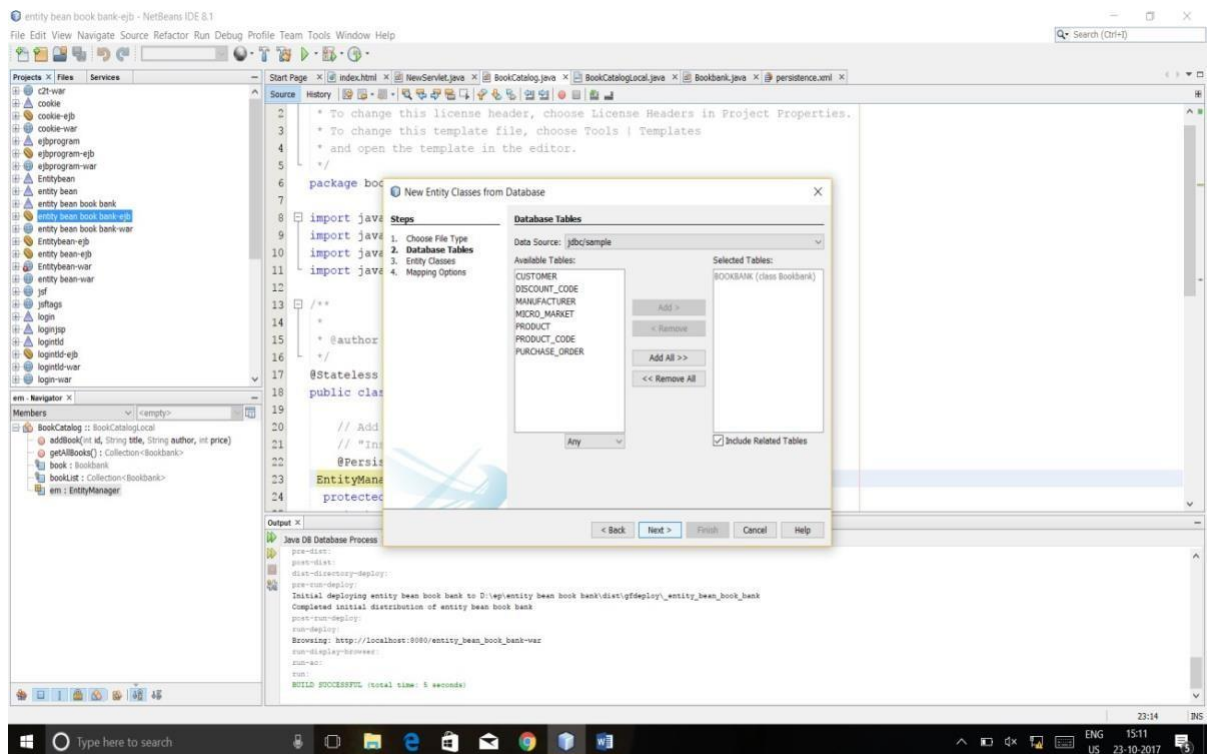 entity bean book bank-ejb - NetBeans IDE 8.1
File Edit View Navigate Source Refactor Run Debug Profile Team Tools Window Help
Search (Ctrl+I)
Projects Files Services
c2t-war
cookie
cookie-ejb
cookie-war
ejbprogram
ejbprogram-ejb
ejbprogram-war
Entitybean
entity bean
entity bean book bank
entity bean book bank-ejb
entity bean book bank-war
Entitybean-ejb
entity bean-ejb
Entitybean-war
entity bean-war
jsf
jsftags
login
loginjsp
logintld
logintld-ejb
logintld-war
login-war
em - Navigator
Members <empty>
BookCatalog :: BookCatalogLocal
addBook(int id, String title, String author, int price)
getAllBooks() : Collection<Bookbank>
book : Bookbank
bookList : Collection<Bookbank>
em : EntityManager
Start Page index.html NewServlet.java BookCatalog.java BookCatalogLocal.java Bookbank.java persistence.xml
Source History
2 * To change this license header, choose License Headers in Project Properties.
3 * To change this template file, choose Tools | Templates
4 * and open the template in the editor.
5 */
6 package boo
7
8 import java
9 import java
10 import java
11 import java
12
13 /**
14 *
15 * @author
16 */
17 @Stateless
18 public clas
19
20 // Add
21 // "Ins
22 @Persis
23 EntityMana
24 protected
New Entity Classes from Database
Steps
1. Choose File Type
2. Database Tables
3. Entity Classes
4. Mapping Options
Database Tables
Data Source: jdbc/sample
Available Tables:
CUSTOMER
DISCOUNT_CODE
MANUFACTURER
MICRO_MARKET
PRODUCT
PRODUCT_CODE
PURCHASE_ORDER
Any
Add >
< Remove
Add All >>
<< Remove All
Selected Tables:
BOOKBANK (class Bookbank)
Include Related Tables
< Back Next > Finish Cancel Help
Output
Java DB Database Process
pre-dist:
post-dist:
dist-directory-deploy:
pre-run-deploy:
Initial deploying entity bean book bank to D:\ep\entity bean book bank\dist\gfdeploy\_entity_bean_book_bank
Completed initial distribution of entity bean book bank
post-run-deploy:
run-deploy:
Browsing: http://localhost:8080/entity_bean_book_bank-war
run-display-browser:
run-ac:
run:
BUILD SUCCESSFUL (total time: 5 seconds)
23:14 INS
Type here to search
ENG
US
15:11
23-10-2017